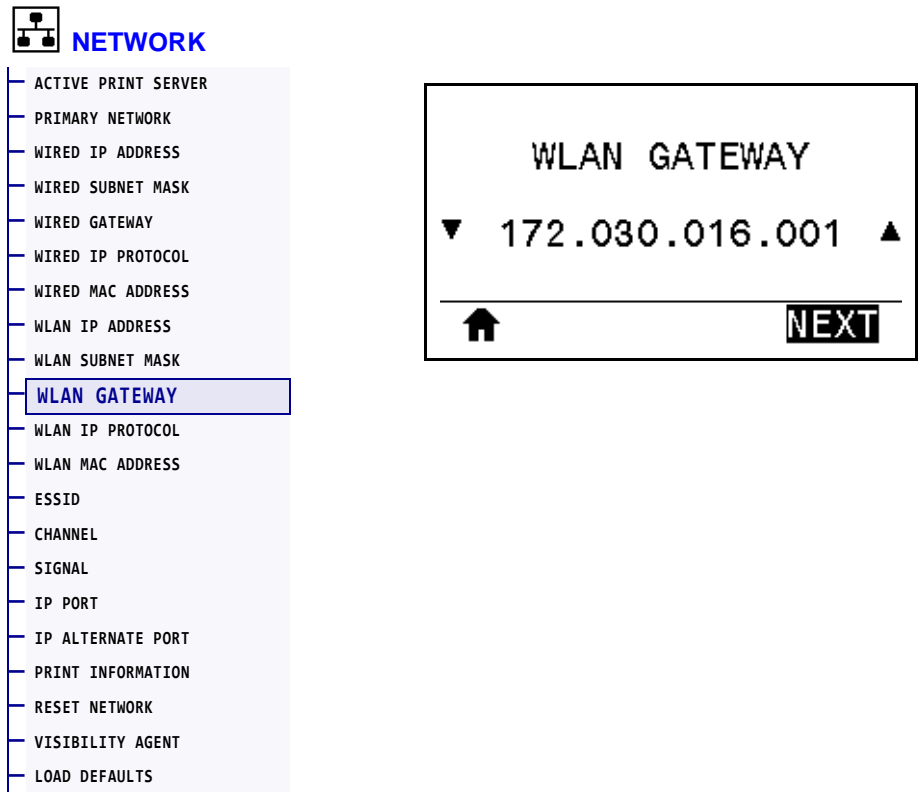 NETWORK
ACTIVE PRINT SERVER
PRIMARY NETWORK
WIRED IP ADDRESS
WIRED SUBNET MASK
WIRED GATEWAY
WIRED IP PROTOCOL
WIRED MAC ADDRESS
WLAN IP ADDRESS
WLAN SUBNET MASK
WLAN GATEWAY
WLAN IP PROTOCOL
WLAN MAC ADDRESS
ESSID
CHANNEL
SIGNAL
IP PORT
IP ALTERNATE PORT
PRINT INFORMATION
RESET NETWORK
VISIBILITY AGENT
LOAD DEFAULTS
WLAN GATEWAY
172.030.016.001
NEXT